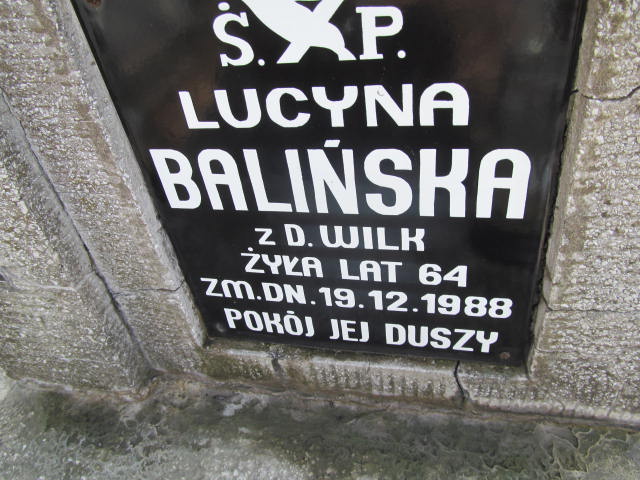 Ś. P.
LUCYNA
BALIŃSKA
Z D. WILK
ŻYŁA LAT 64
ZM. DN. 19.12.1988
POKÓJ JEJ DUSZY